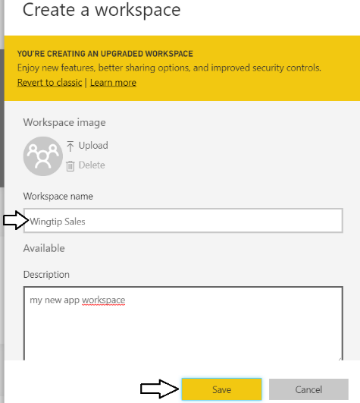 Create a workspace
YOU'RE CREATING AN UPGRADED WORKSPACE
Enjoy new features, better sharing options, and improved security controls.
Revert to classic | Learn more
Workspace image
Upload
Delete
Workspace name
Wingtip Sales
Available
Description
my new app workspace
Save Cancel